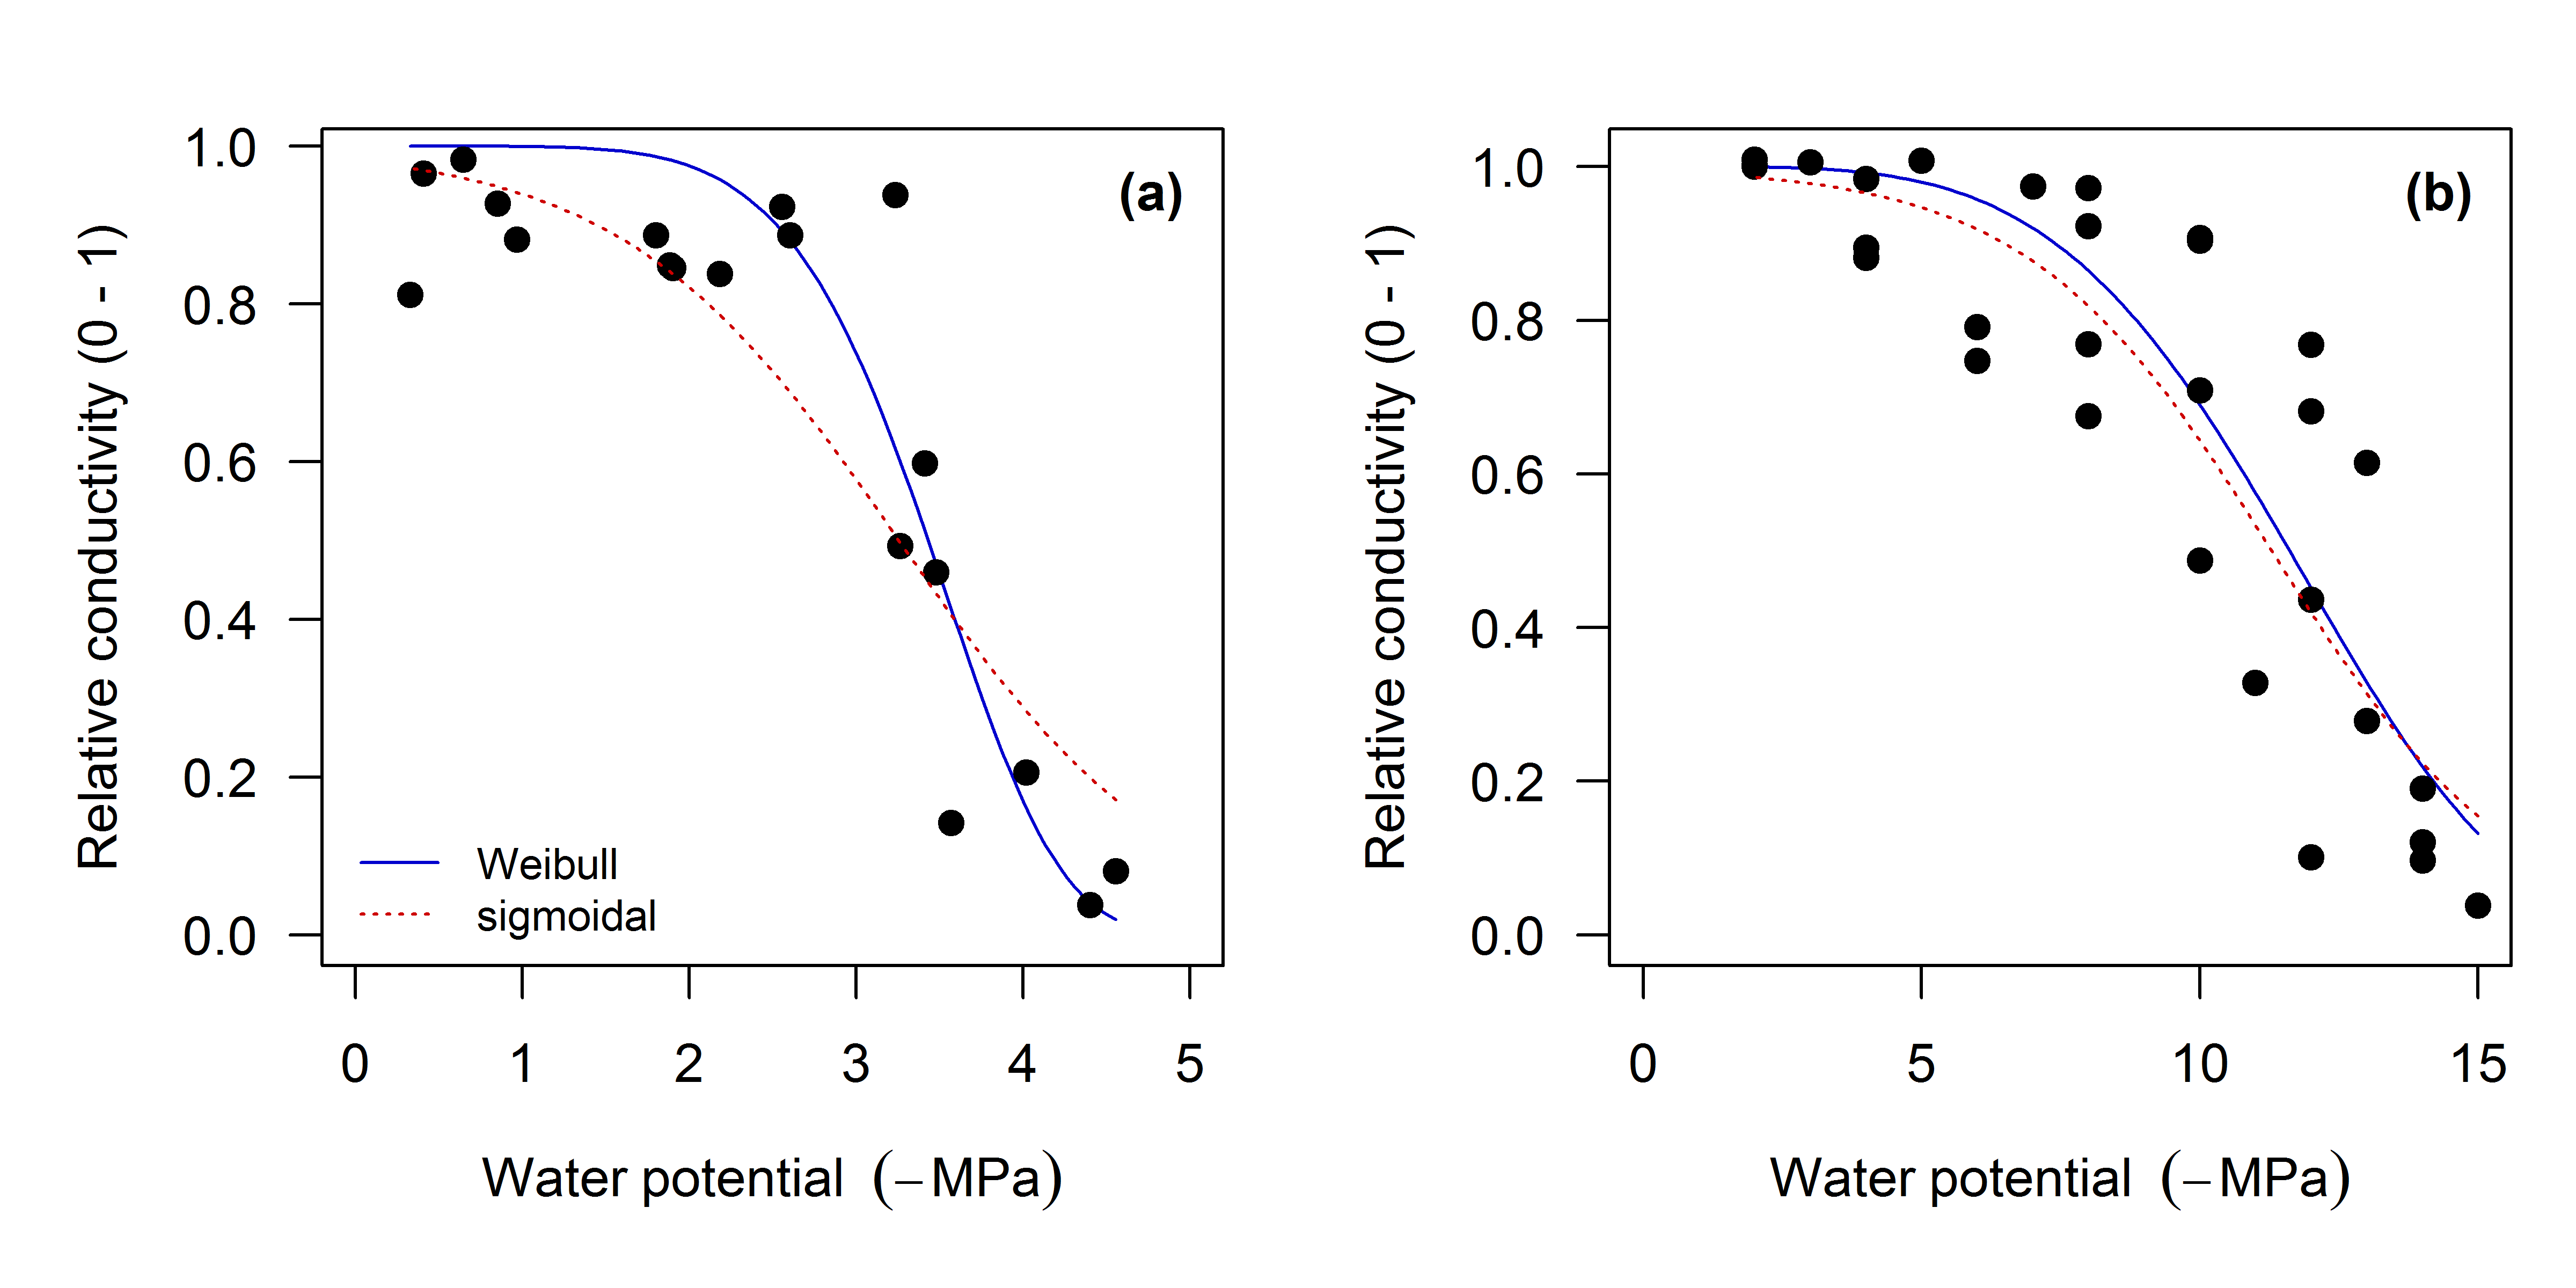 (a)
Relative conductivity (0 - 1)
1.0
0.8
0.6
0.4
0.2
0.0
Weibull
sigmoidal
0 1 2 3 4 5
Water potential (–MPa)
(b)
Relative conductivity (0 - 1)
1.0
0.8
0.6
0.4
0.2
0.0
0 5 10 15
Water potential (–MPa)